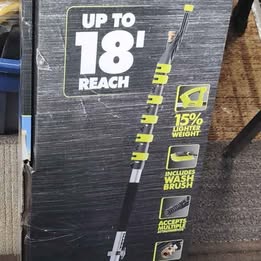 UP TO
18'
REACH
15%
LIGHTER
WEIGHT
INCLUDES
WASH
BRUSH
ACCEPTS
MULTIPLE